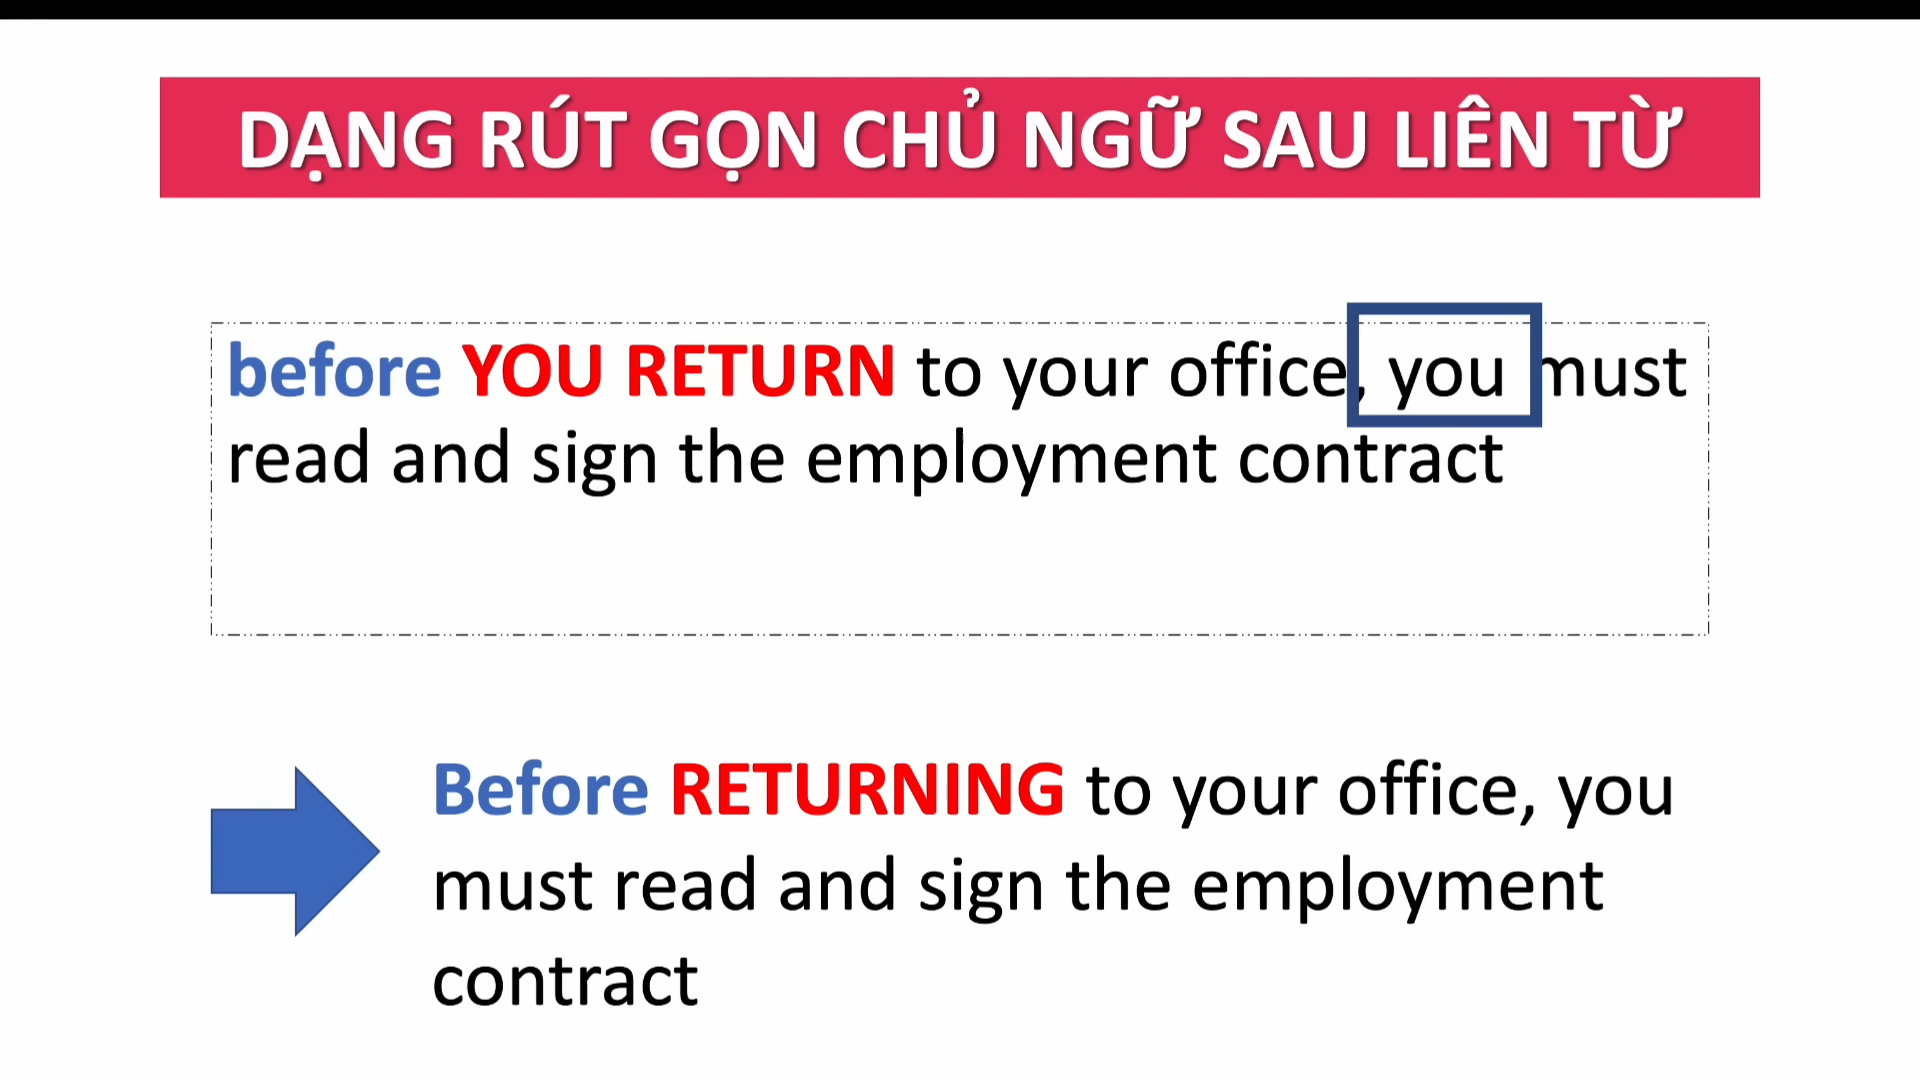 DẠNG RÚT GỌN CHỦ NGỮ SAU LIÊN TỪ
before YOU RETURN to your office, you must
read and sign the employment contract
Before RETURNING to your office, you
must read and sign the employment
contract